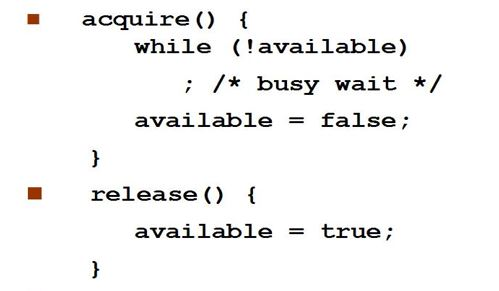 acquire() {
while (!available)
; /* busy wait */
available = false;
}
release() {
available = true;
}